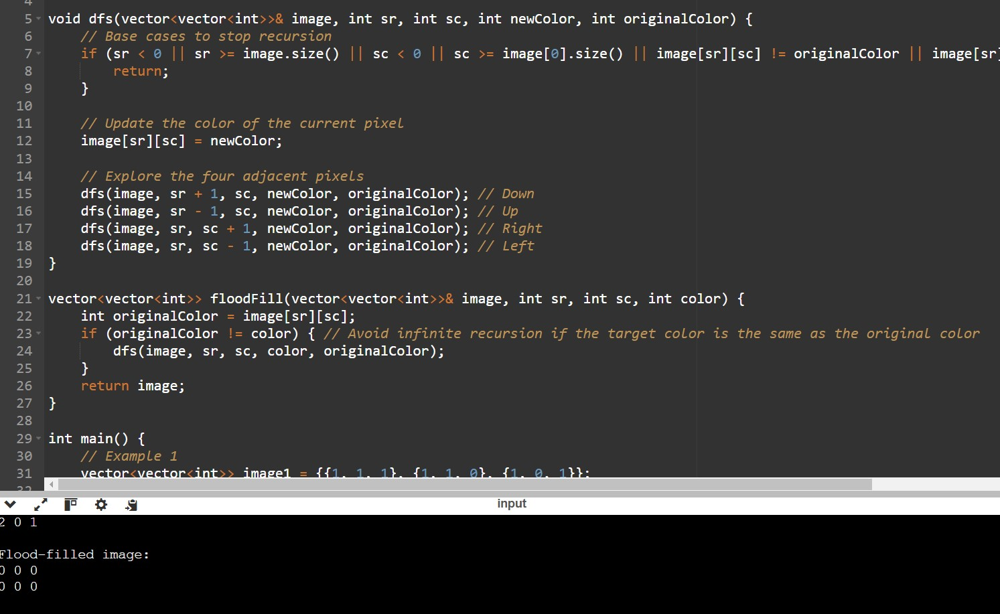 4
5 void dfs(vector<vector<int>>& image, int sr, int sc, int newColor, int originalColor) {
6 // Base cases to stop recursion
7 if (sr < 0 || sr >= image.size() || sc < 0 || sc >= image[0].size() || image[sr][sc] != originalColor || image[sr]
8 return;
9 }
10
11 // Update the color of the current pixel
12 image[sr][sc] = newColor;
13
14 // Explore the four adjacent pixels
15 dfs(image, sr + 1, sc, newColor, originalColor); // Down
16 dfs(image, sr - 1, sc, newColor, originalColor); // Up
17 dfs(image, sr, sc + 1, newColor, originalColor); // Right
18 dfs(image, sr, sc - 1, newColor, originalColor); // Left
19 }
20
21 vector<vector<int>> floodFill(vector<vector<int>>& image, int sr, int sc, int color) {
22 int originalColor = image[sr][sc];
23 if (originalColor != color) { // Avoid infinite recursion if the target color is the same as the original color
24 dfs(image, sr, sc, color, originalColor);
25 }
26 return image;
27 }
28
29 int main() {
30 // Example 1
31 vector<vector<int>> image1 = {{1, 1, 1}, {1, 1, 0}, {1, 0, 1}};
32
input
2 0 1
Flood-filled image:
0 0 0
0 0 0